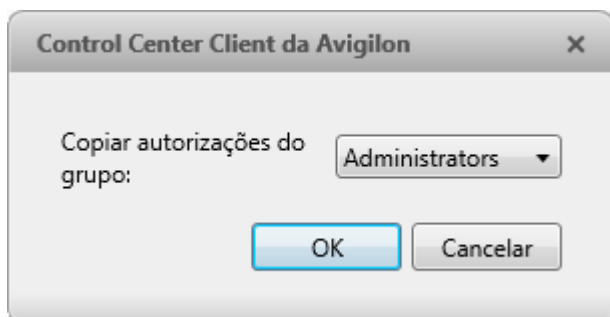 Control Center Client da Avigilon
Copiar autorizações do
grupo:
Administrators
OK
Cancelar